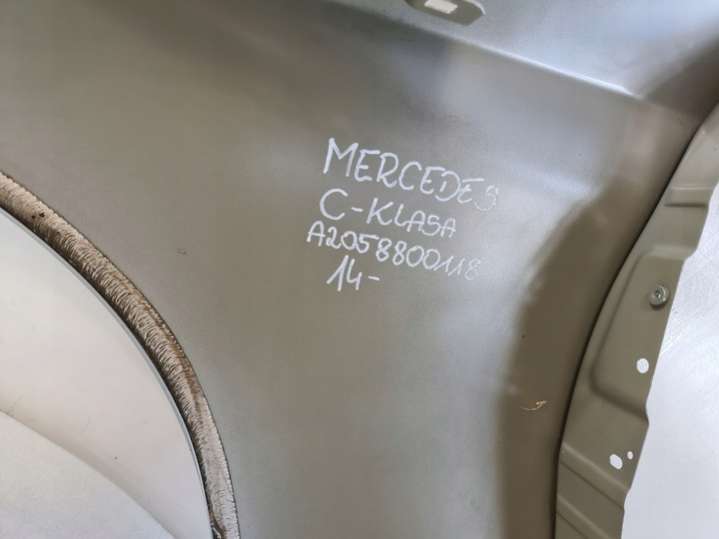 MERCEDES
C-KLASA
A2058800118
14-